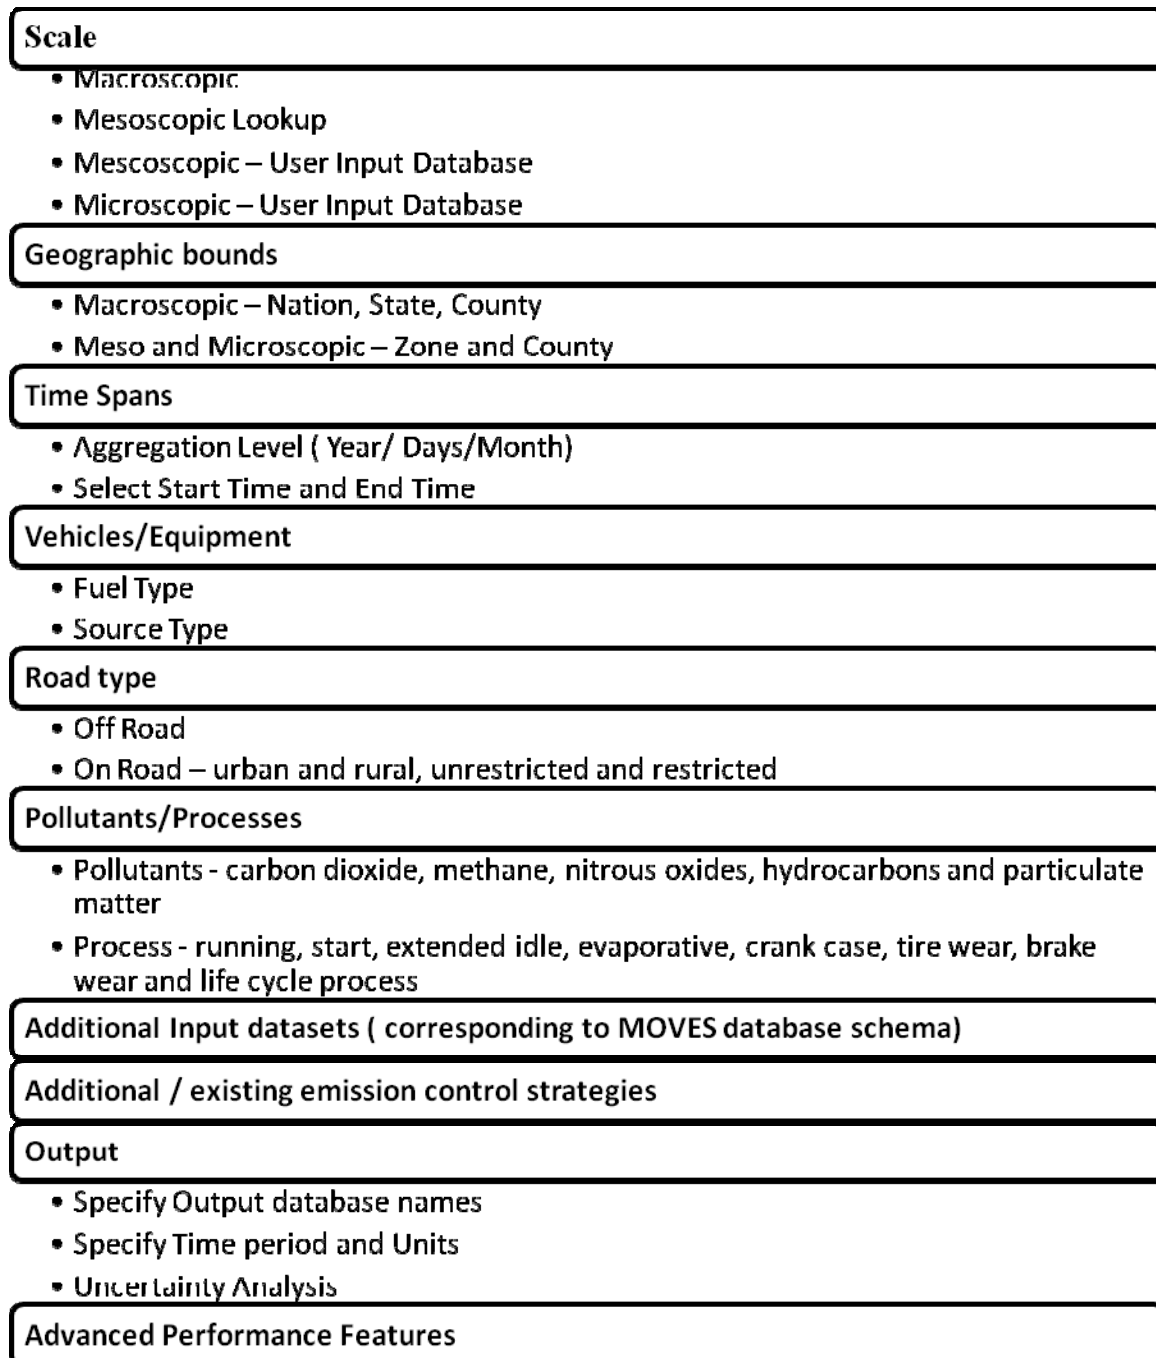 Scale
• Macroscopic
• Mesoscopic Lookup
• Mescoscopic – User Input Database
• Microscopic – User Input Database
Geographic bounds
• Macroscopic – Nation, State, County
• Meso and Microscopic – Zone and County
Time Spans
• Aggregation Level ( Year/ Days/Month)
• Select Start Time and End Time
Vehicles/Equipment
• Fuel Type
• Source Type
Road type
• Off Road
• On Road – urban and rural, unrestricted and restricted
Pollutants/Processes
• Pollutants - carbon dioxide, methane, nitrous oxides, hydrocarbons and particulate
matter
• Process - running, start, extended idle, evaporative, crank case, tire wear, brake
wear and life cycle process
Additional Input datasets ( corresponding to MOVES database schema)
Additional / existing emission control strategies
Output
• Specify Output database names
• Specify Time period and Units
• Uncertainty Analysis
Advanced Performance Features